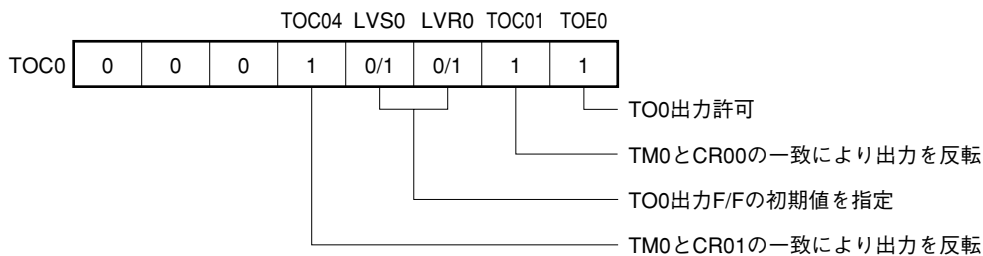 TOC04 LVS0 LVR0 TOC01 TOE0
TOC0 0 0 0 1 0/1 0/1 1 1
TO0出力許可
TM0とCR00の一致により出力を反転
TO0出力F/Fの初期値を指定
TM0とCR01の一致により出力を反転